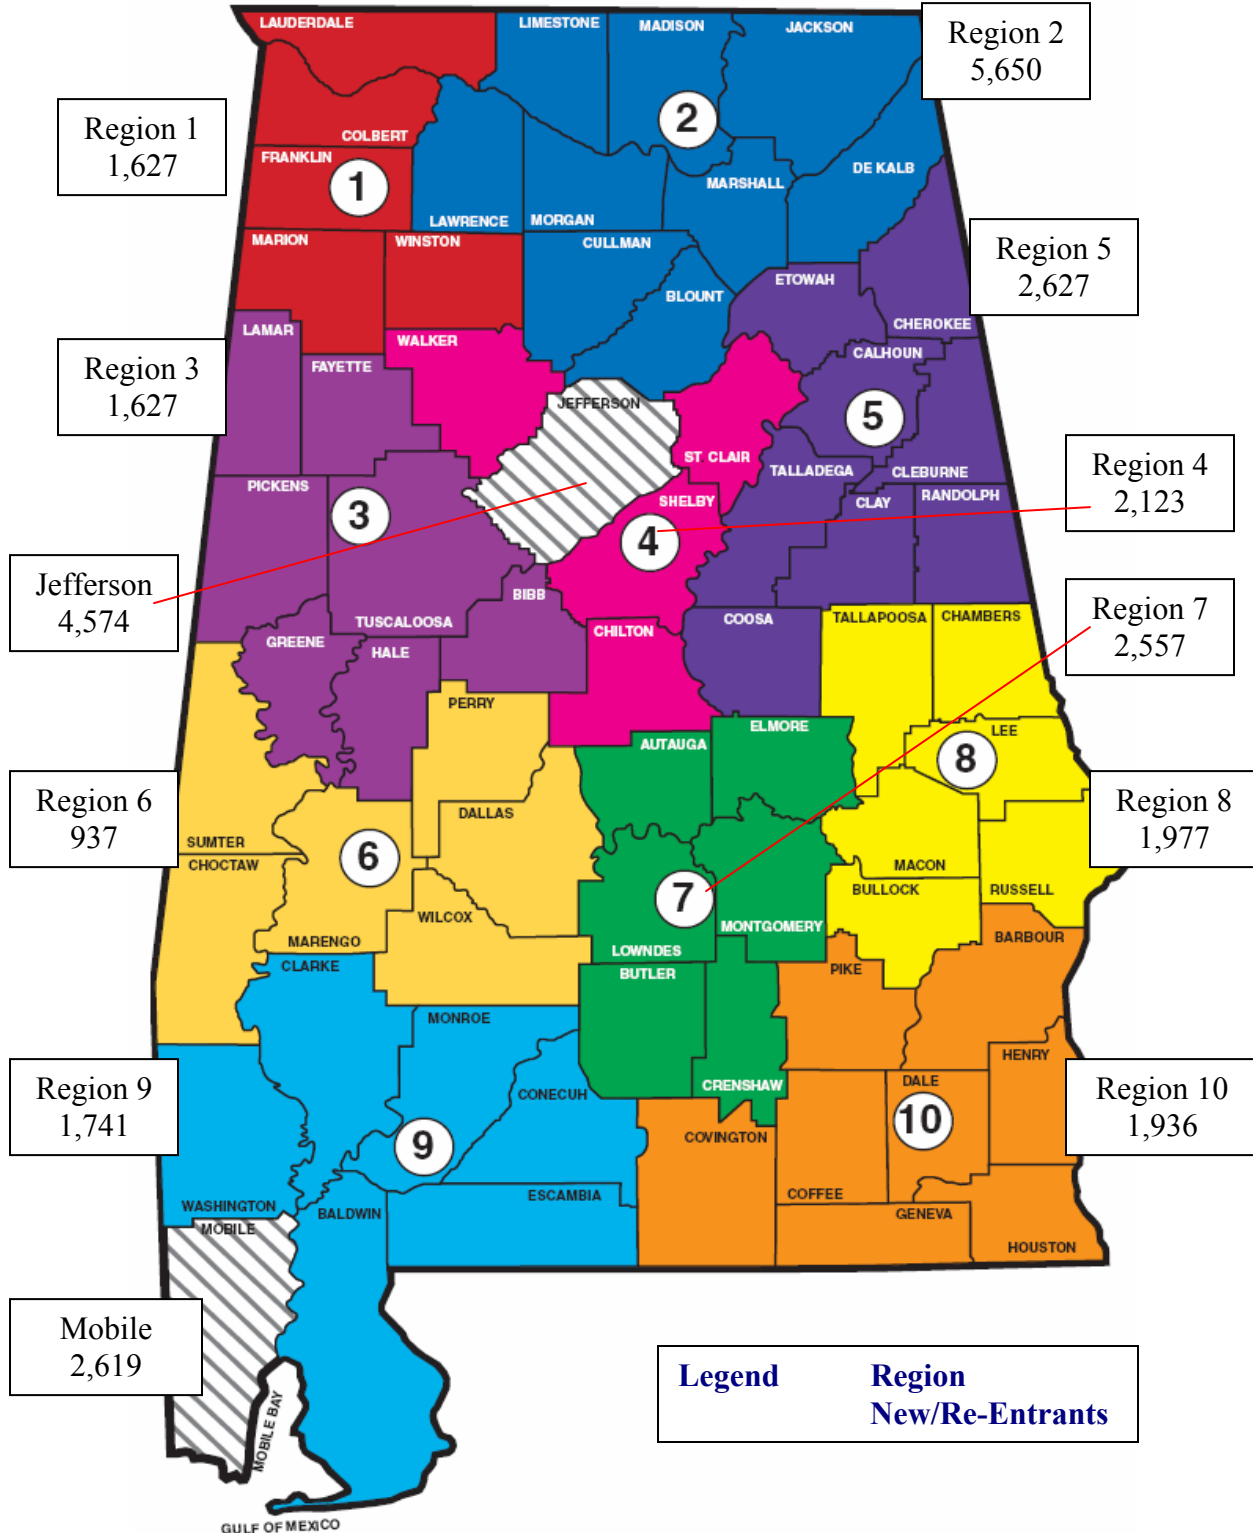 LAUDERDALE
LIMESTONE
MADISON
JACKSON
Region 2
5,650
2
Region 1
1,627
COLBERT
FRANKLIN
1
DE KALB
MARSHALL
LAWRENCE
MORGAN
MARION
WINSTON
CULLMAN
Region 5
2,627
ETOWAH
BLOUNT
LAMAR
WALKER
CHEROKEE
Region 3
1,627
FAYETTE
CALHOUN
JEFFERSON
5
ST. CLAIR
TALLADEGA
CLEBURNE
Region 4
2,123
PICKENS
SHELBY
CLAY
RANDOLPH
3
4
Jefferson
4,574
BIBB
TUSCALOOSA
COOSA
TALLAPOOSA
CHAMBERS
Region 7
2,557
GREENE
HALE
CHILTON
PERRY
ELMORE
LEE
AUTAUGA
8
Region 6
937
DALLAS
Region 8
1,977
SUMTER
CHOCTAW
6
MACON
BULLOCK
RUSSELL
7
WILCOX
MONTGOMERY
MARENGO
LOWNDES
BARBOUR
CLARKE
BUTLER
PIKE
MONROE
HENRY
Region 9
1,741
CONECUH
CRENSHAW
DALE
Region 10
1,936
10
9
COVINGTON
WASHINGTON
BALDWIN
ESCAMBIA
COFFEE
GENEVA
MOBILE
HOUSTON
Mobile
2,619
Legend Region
New/Re-Entrants
MOBILE BAY
GULF OF MEXICO